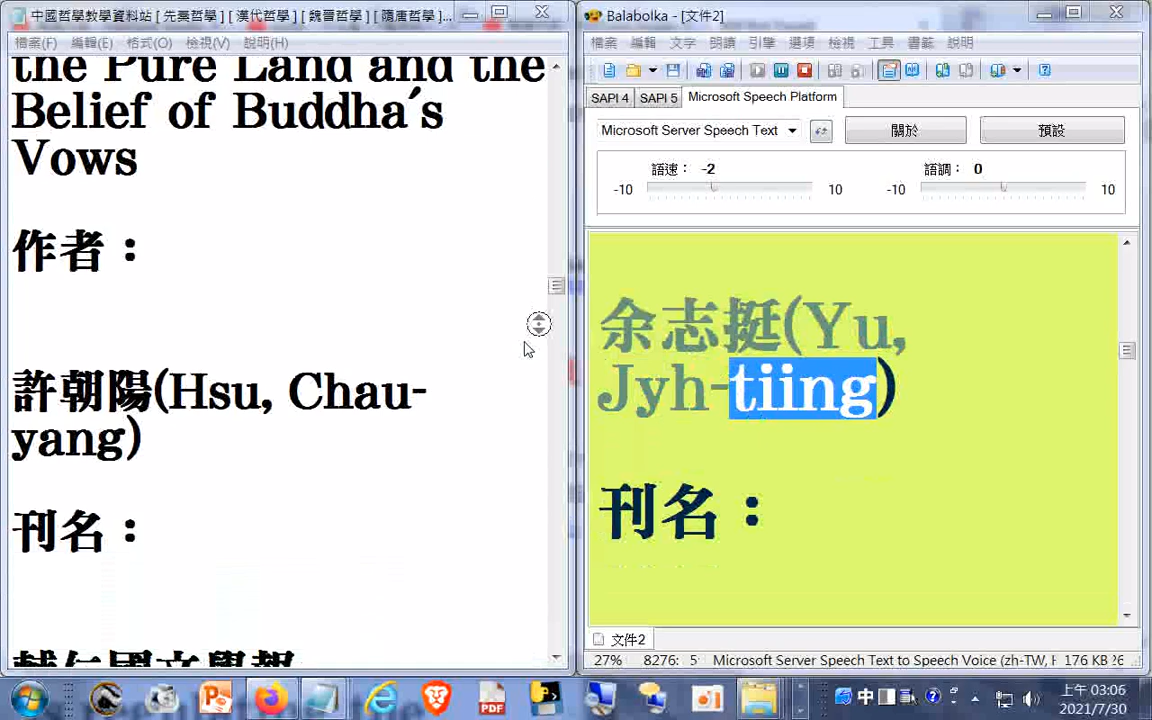 中國哲學教學資料站 [ 先秦哲學 ] [ 漢代哲學 ] [ 魏晉哲學 ] [ 隋唐哲學 ]...
檔案(F) 編輯(E) 格式(O) 檢視(V) 說明(H)
the Pure Land and the
Belief of Buddha´s
Vows
作者：
許朝陽(Hsu, Chau-
yang)
刊名：
輔仁國文學報
Balabolka - [文件2]
檔案 編輯 文字 朗讀 引擎 選項 檢視 工具 書籤 說明
SAPI 4 SAPI 5 Microsoft Speech Platform
Microsoft Server Speech Text 關於 預設
語速： -2 語調： 0
-10 10 -10 10
余志挺(Yu,
Jyh-tiing)
刊名：
文件2
27% 8276: 5 Microsoft Server Speech Text to Speech Voice (zh-TW, 176 KB
中
上午 03:06
2021/7/30